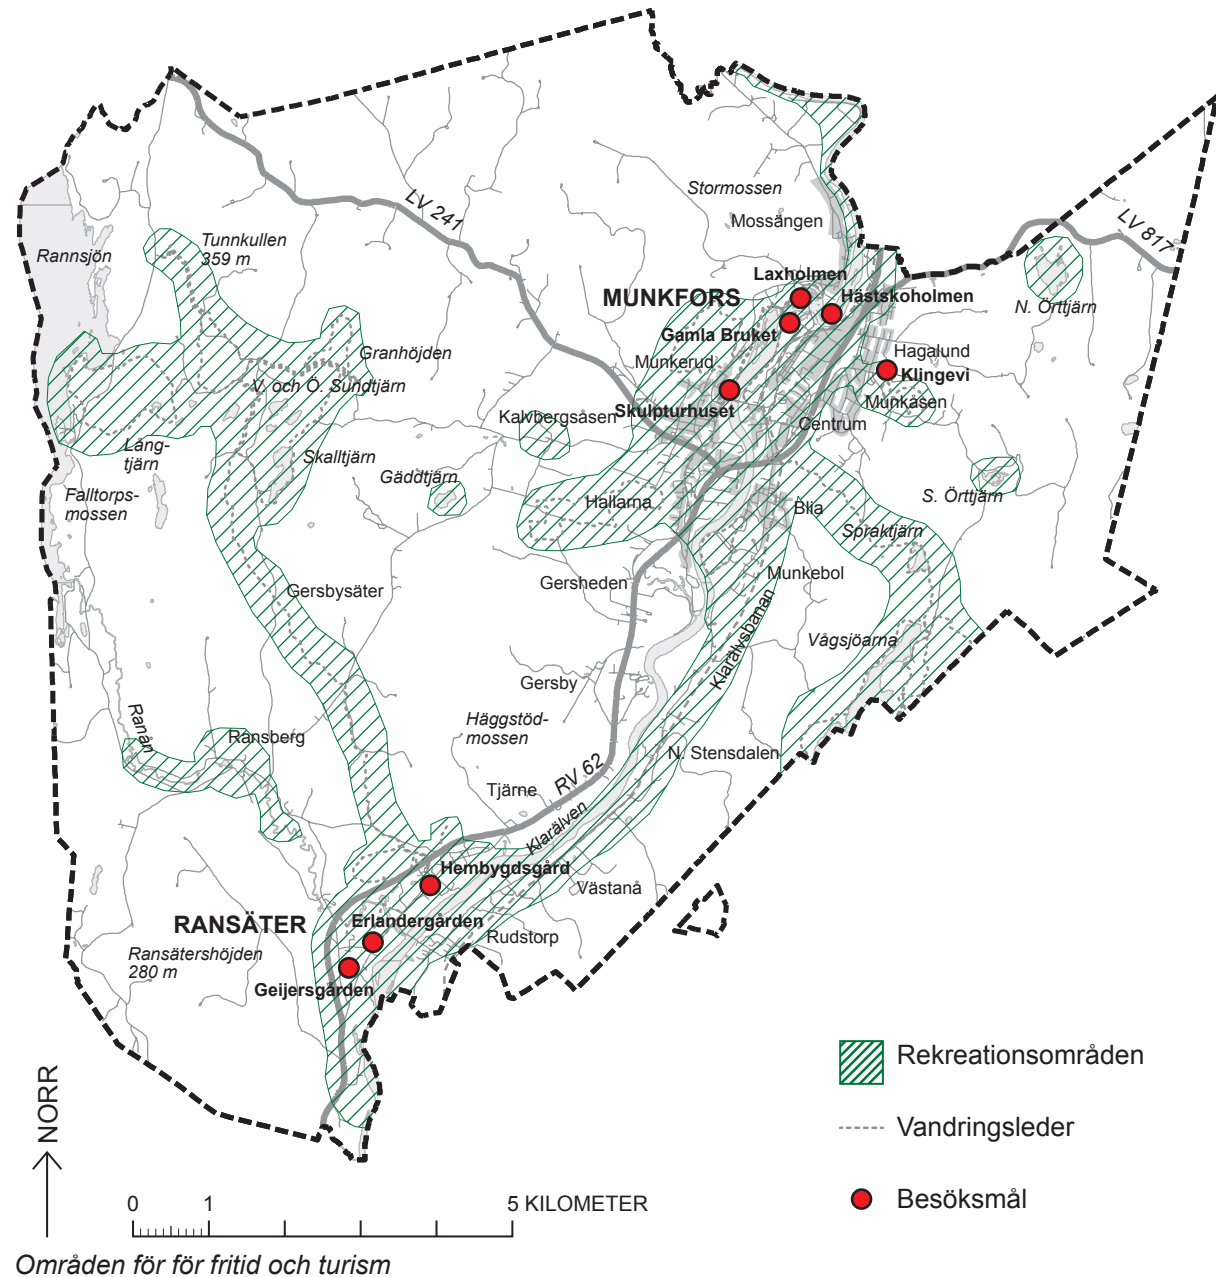 Stormossen
Mossängen
LV 241
LV 817
Tunnkullen
359 m
Rannsjön
Laxholmen
MUNKFORS
Hästskoholmen
N. Örttjärn
Gamla Bruket
Granhöjden
Munkerud
Hagalund
Klingevi
V. och Ö. Sundtjärn
Munkåsen
Skulpturhuset
Kalvbergsåsen
Centrum
Lång-
tjärn
Skalltjärn
Gäddtjärn
Falltorps-
mossen
S. Örttjärn
Hallarna
Blia
Spraktjärn
Gersheden
Munkebol
Gersbysäter
Klarälvsbanan
Vågsjöarna
Gersby
Ranån
Häggstöd-
mossen
Ransberg
N. Stensdalen
RV 62
Tjärne
Klarälven
Hembygdsgård
Västanå
RANSÄTER
Erlandergården
Rudstorp
Ransätershöjden
280 m
Geijersgården
Rekreationsområden
Vandringsleder
Besöksmål
NORR
0 1 5 KILOMETER
Områden för för fritid och turism